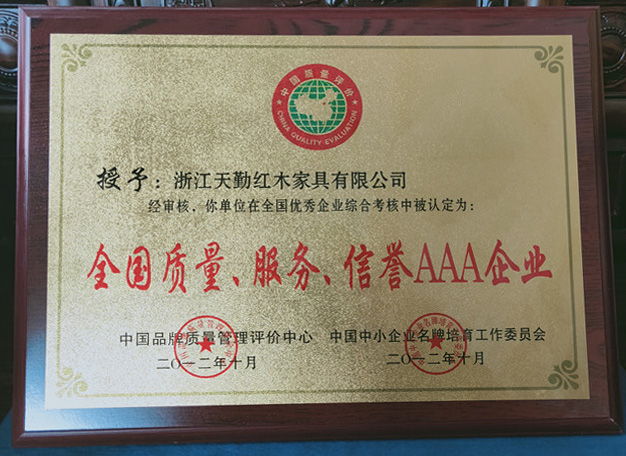 中国质量评价
CHINA QUALITY EVALUATION
授予：浙江天勤红木家具有限公司
经审核，你单位在全国优秀企业综合考核中被认定为：
全国质量、服务、信誉AAA企业
中国品牌质量管理评价中心 中国中小企业名牌培育工作委员会
二〇一二年十月 二〇一二年十月